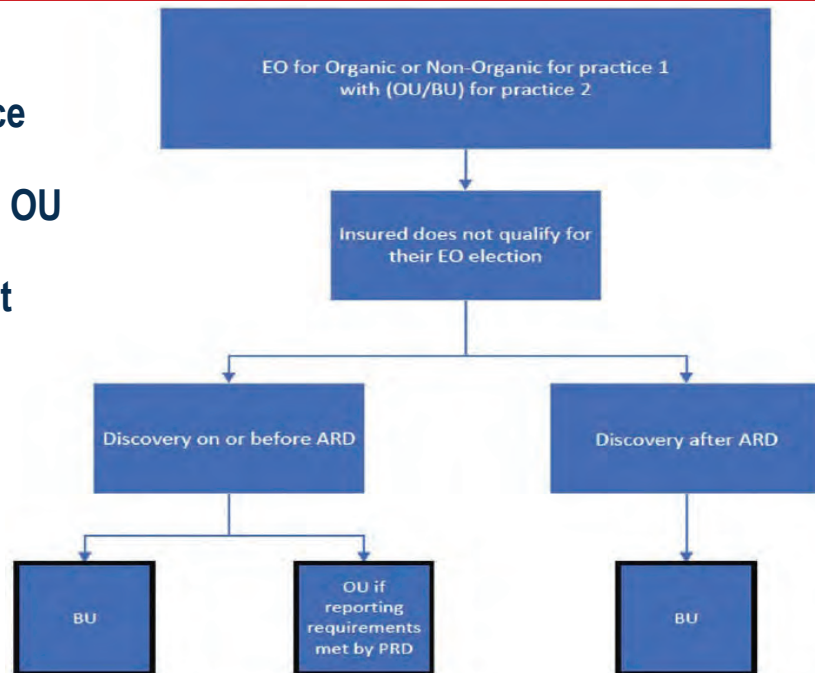 ce
OU
t
EO for Organic or Non-Organic for practice 1
with (OU/BU) for practice 2
Insured does not qualify for
their EO election
Discovery on or before ARD
Discovery after ARD
BU
OU if
reporting
requirements
met by PRD
BU